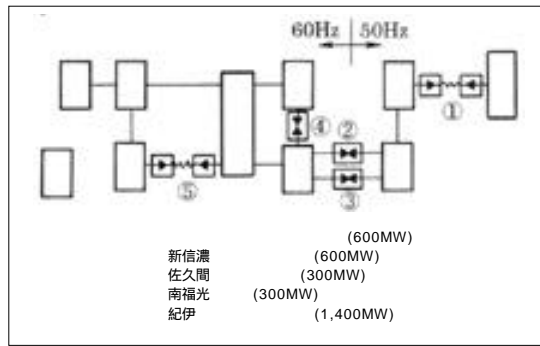 60Hz 50Hz
①
④ ②
⑤ ③
(600MW)
新信濃 (600MW)
佐久間 (300MW)
南福光 (300MW)
紀伊 (1,400MW)